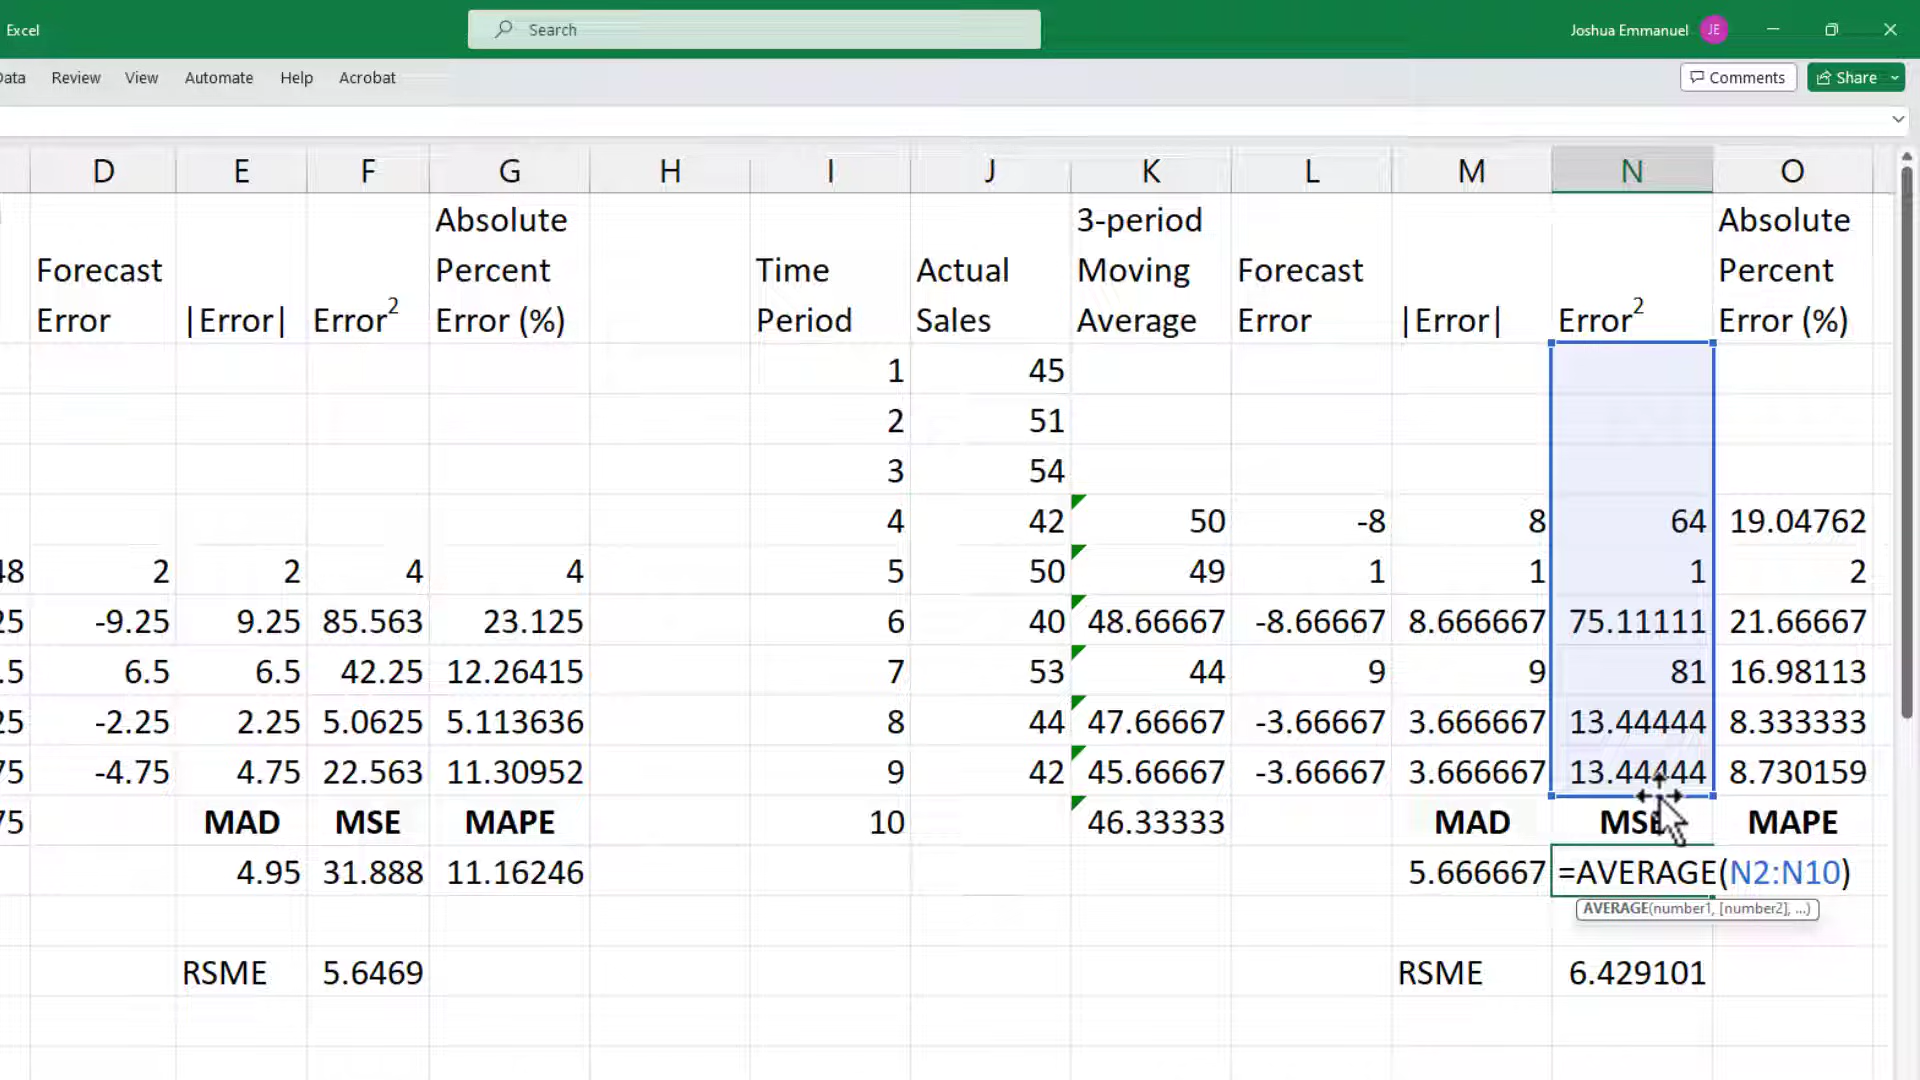 Excel
Search
Joshua Emmanuel JE
Data Review View Automate Help Acrobat
Comments Share
D E F G H I J K L M N O
Forecast Error |Error| Error² Absolute Percent Error (%) Time Period Actual Sales 3-period Moving Average Forecast Error |Error| Error² Absolute Percent Error (%)
1 45
2 51
3 54
4 42 50 -8 8 64 19.04762
48 2 2 4 4 5 50 49 1 1 1 2
25 -9.25 9.25 85.563 23.125 6 40 48.66667 -8.66667 8.666667 75.11111 21.66667
.5 6.5 6.5 42.25 12.26415 7 53 44 9 9 81 16.98113
25 -2.25 2.25 5.0625 5.113636 8 44 47.66667 -3.66667 3.666667 13.44444 8.333333
75 -4.75 4.75 22.563 11.30952 9 42 45.66667 -3.66667 3.666667 13.44444 8.730159
75 MAD MSE MAPE 10 46.33333 MAD MSE MAPE
4.95 31.888 11.16246 5.666667 =AVERAGE(N2:N10)
AVERAGE(number1, [number2], ...)
RSME 5.6469 RSME 6.429101